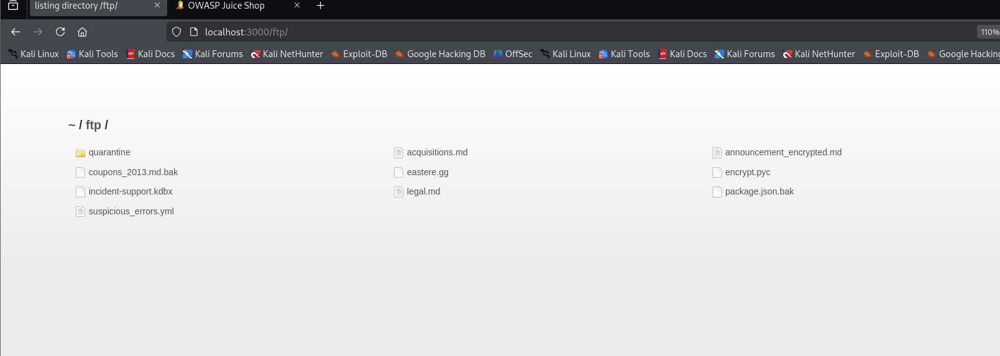 listing directory /ftp/
OWASP Juice Shop
localhost:3000/ftp/
110%
Kali Linux Kali Tools Kali Docs Kali Forums Kali NetHunter Exploit-DB Google Hacking DB OffSec Kali Linux Kali Tools Kali Docs Kali Forums Kali NetHunter Exploit-DB Google Hacking
~ / ftp /
quarantine acquisitions.md announcement_encrypted.md
coupons_2013.md.bak eastere.gg encrypt.pyc
incident-support.kdbx legal.md package.json.bak
suspicious_errors.yml